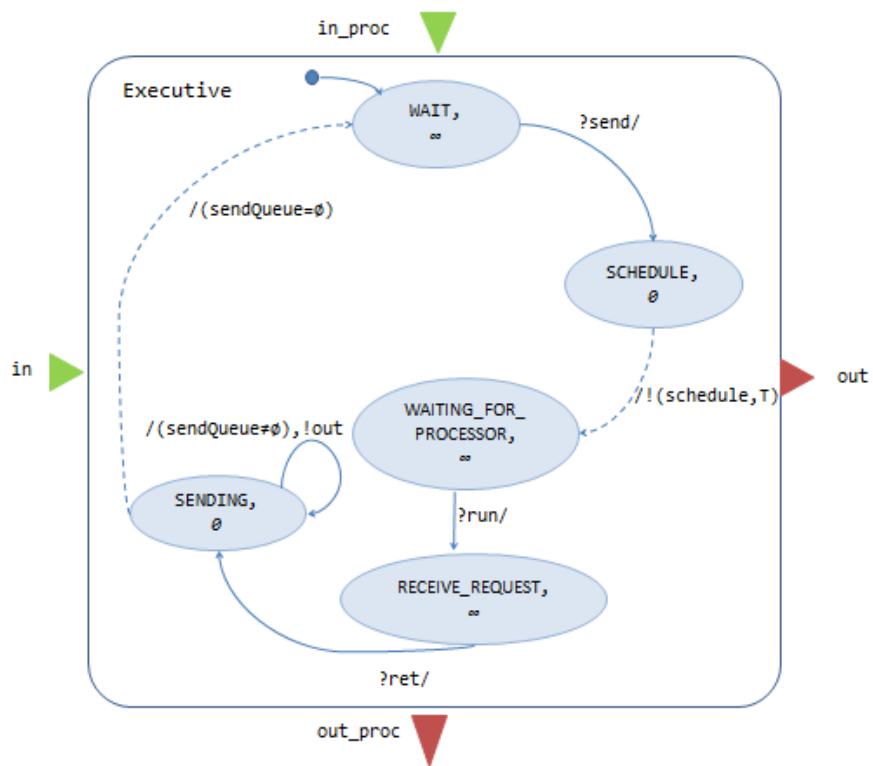 in_proc
Executive
WAIT,
∞
?send/
/(sendQueue=∅)
SCHEDULE,
0
in
out
/!(schedule,T)
WAITING_FOR_
PROCESSOR,
∞
/(sendQueue≠∅),!out
SENDING,
0
?run/
RECEIVE_REQUEST,
∞
?ret/
out_proc